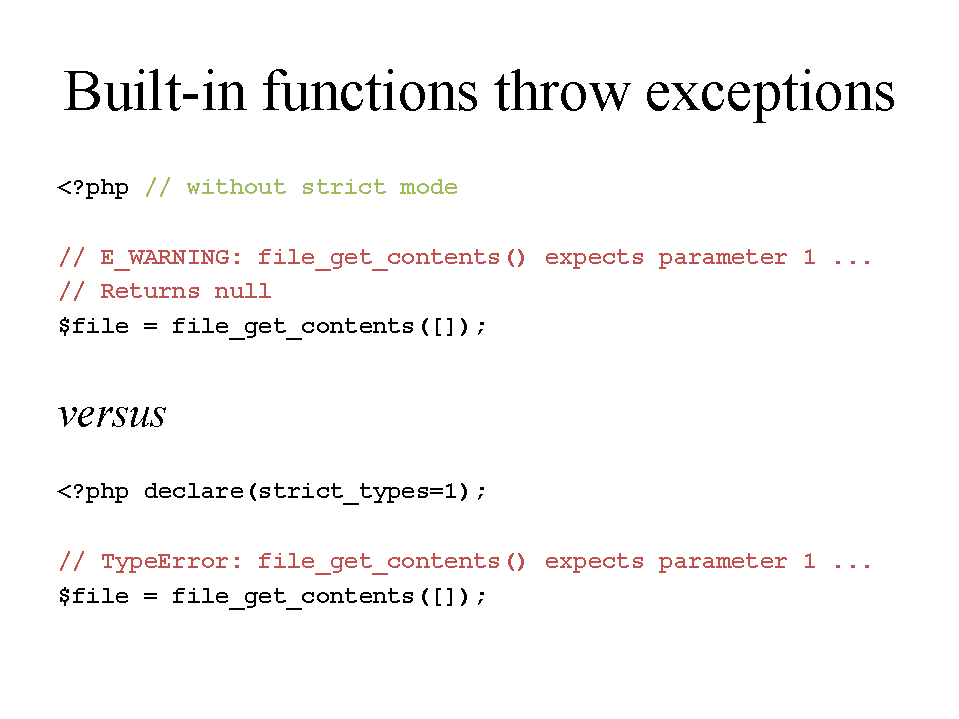 Built-in functions throw exceptions
<?php // without strict mode
// E_WARNING: file_get_contents() expects parameter 1 ...
// Returns null
$file = file_get_contents([]);
versus
<?php declare(strict_types=1);
// TypeError: file_get_contents() expects parameter 1 ...
$file = file_get_contents([]);